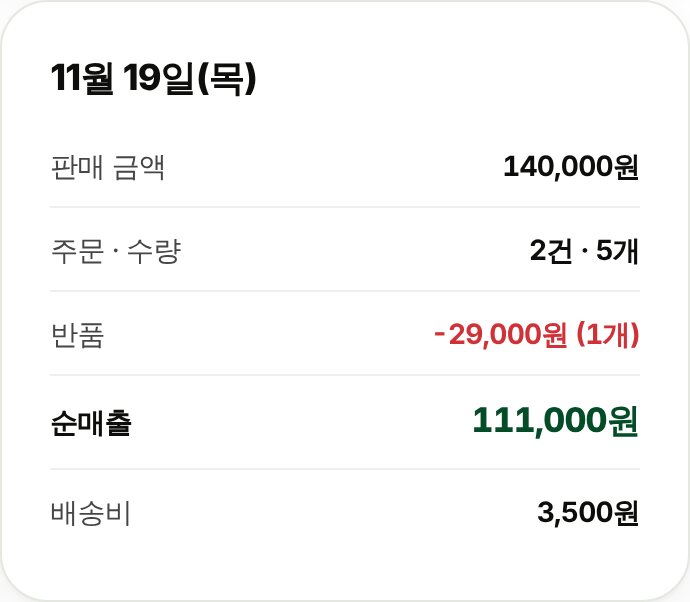 11월 19일(목)
판매 금액 140,000원
주문 · 수량 2건 · 5개
반품 -29,000원 (1개)
순매출 111,000원
배송비 3,500원